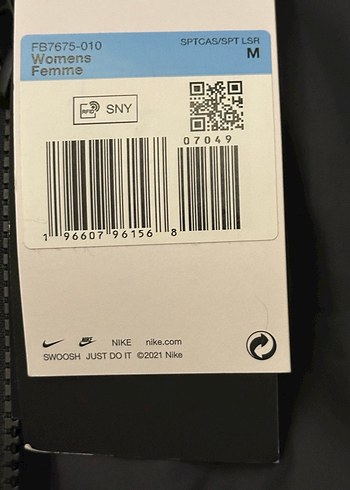 FB7675-010
SPTCAS/SPT LSR
Womens
M
Femme
RFID
SNY
07049
1 96607 96156 8
NIKE nike.com
SWOOSH JUST DO IT ©2021 Nike